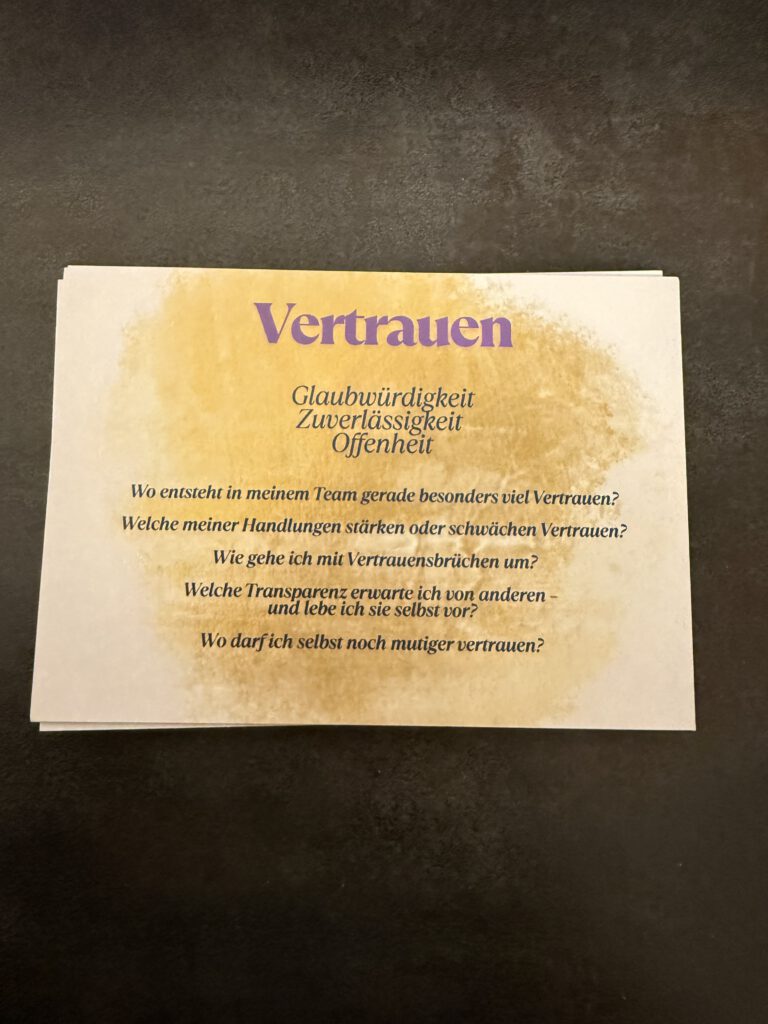 Vertrauen
Glaubwürdigkeit
Zuverlässigkeit
Offenheit
Wo entsteht in meinem Team gerade besonders viel Vertrauen?
Welche meiner Handlungen stärken oder schwächen Vertrauen?
Wie gehe ich mit Vertrauensbrüchen um?
Welche Transparenz erwarte ich von anderen –
und lebe ich sie selbst vor?
Wo darf ich selbst noch mutiger vertrauen?